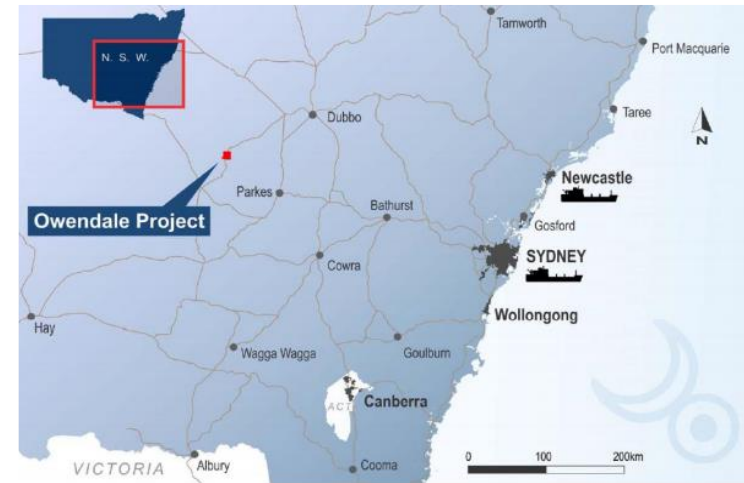 N. S. W.
Tamworth
Port Macquarie
Taree
Dubbo
N
Owendale Project
Parkes
Bathurst
Newcastle
Gosford
SYDNEY
Cowra
Wollongong
Hay
Wagga Wagga
Goulburn
ACT
Canberra
VICTORIA
Albury
Cooma
0 100 200km